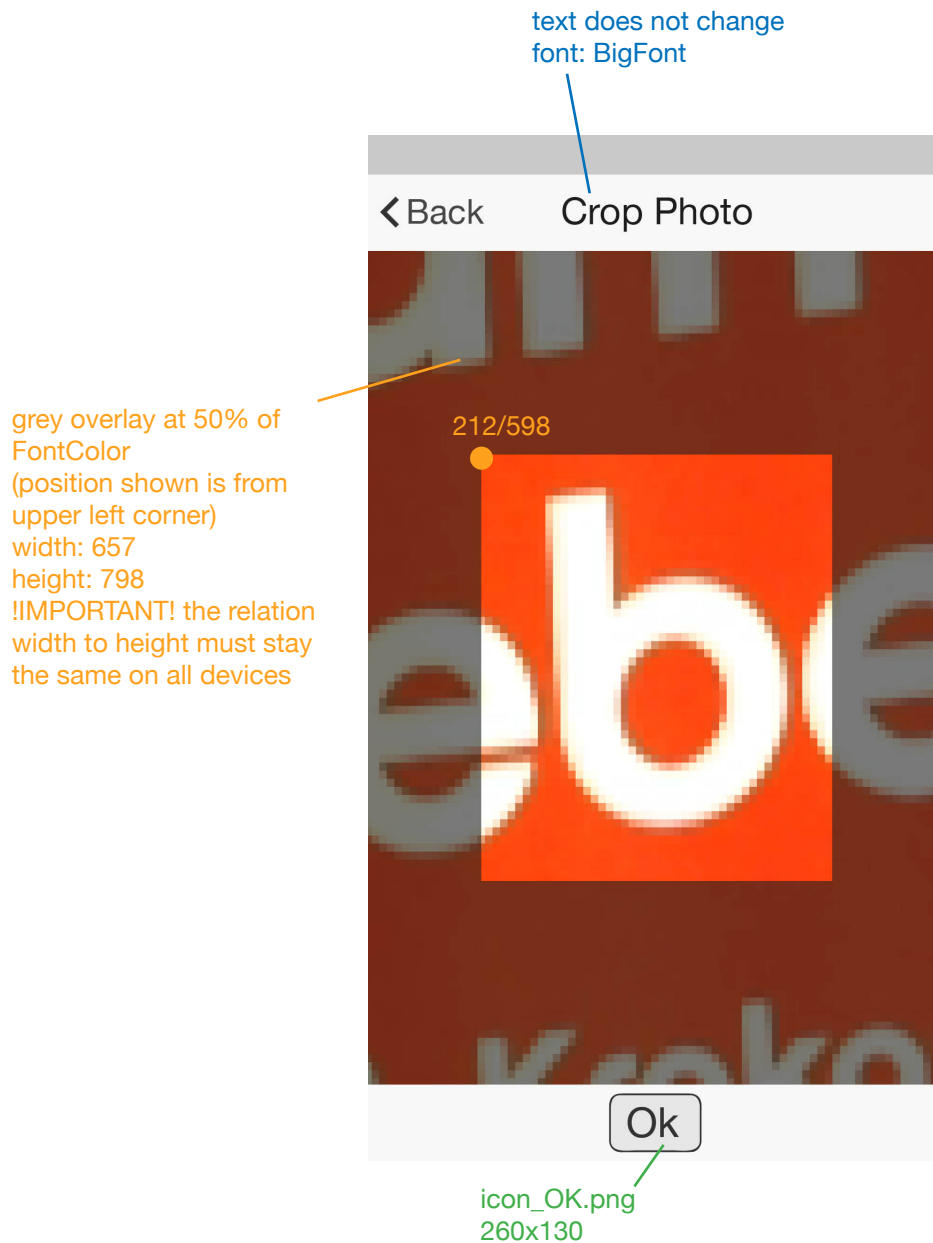 text does not change
font: BigFont
Back
Crop Photo
212/598
grey overlay at 50% of
FontColor
(position shown is from
upper left corner)
width: 657
height: 798
!IMPORTANT! the relation
width to height must stay
the same on all devices
ebe
Ok
icon_OK.png
260x130